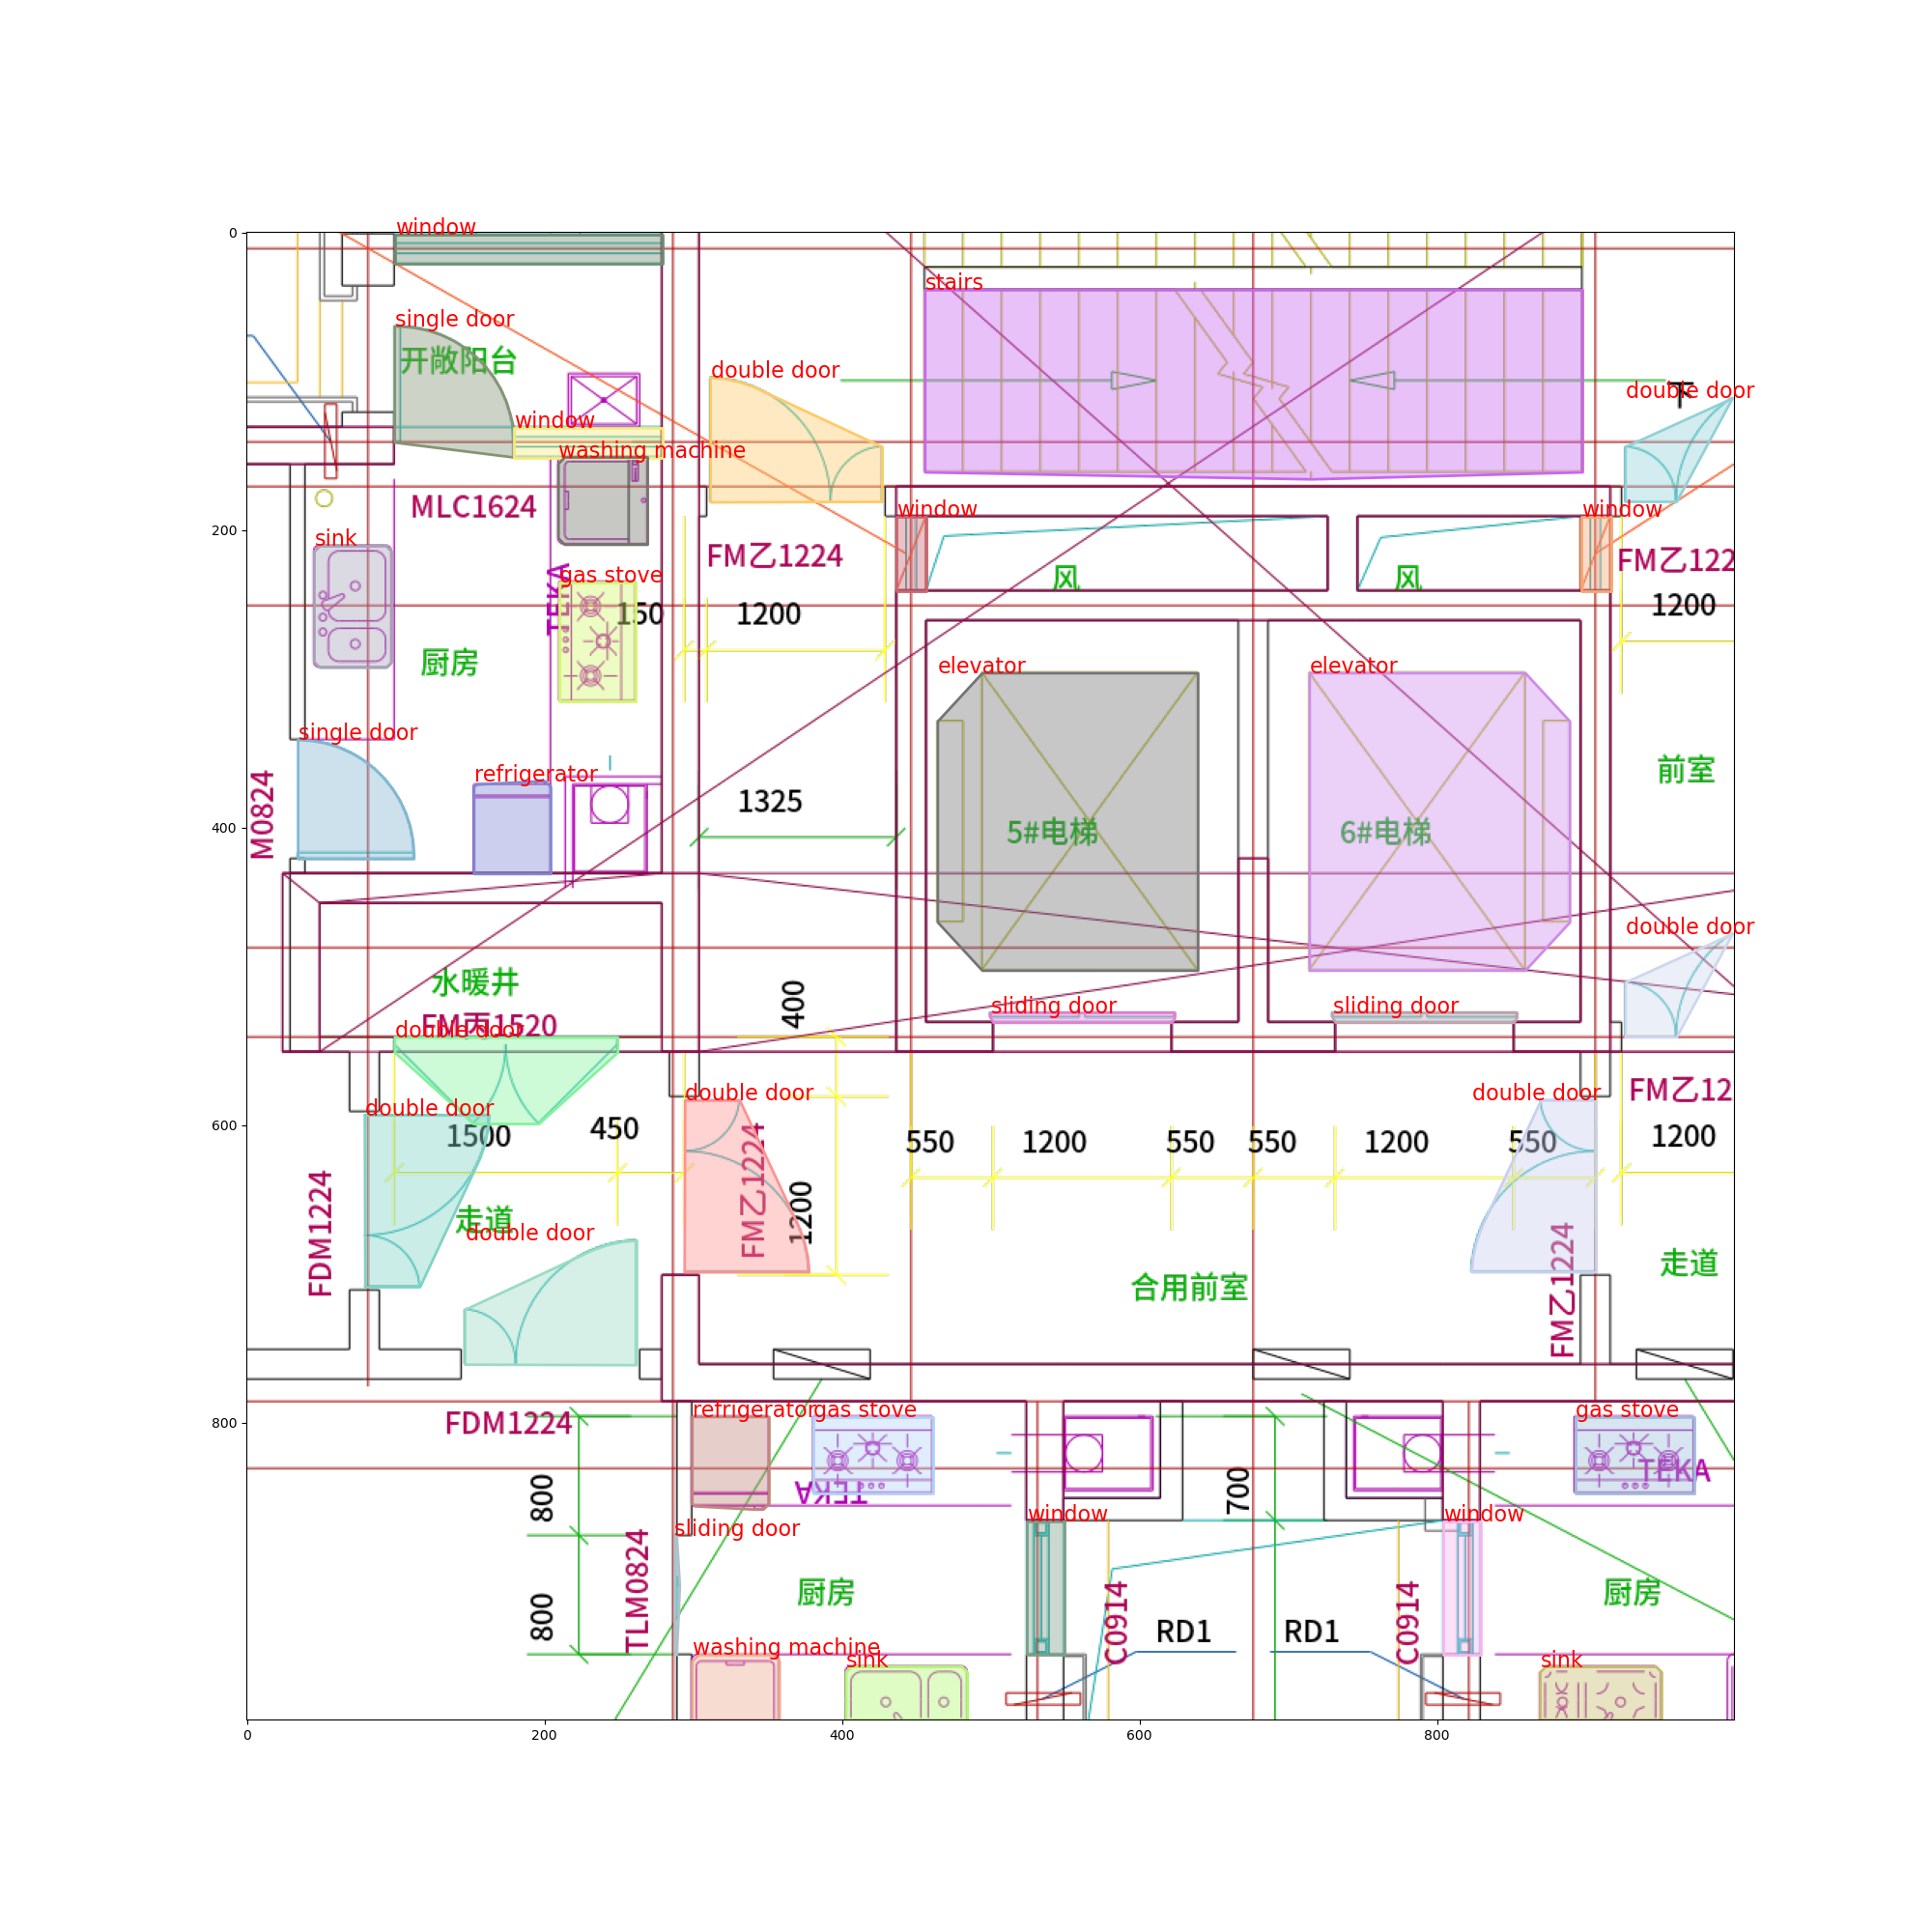 window
single door
开敞阳台
window
washing machine
stairs
double door
下
double door
MLC1624
window
window
sink
FM乙1224
风
风
FM乙122
TEKA
gas stove
150
1200
1200
厨房
elevator
elevator
single door
refrigerator
M0824
1325
5#电梯
6#电梯
前室
double door
水暖井
400
sliding door
sliding door
FM丙1520
double door
double door
double door
double door
FM乙12
1500
450
550
1200
550
550
1200
550
1200
FDM1224
走道
double door
FM乙1224
1200
合用前室
FM乙1224
走道
FDM1224
refrigerator
gas stove
gas stove
TEKA
TEKA
800
700
window
window
sliding door
TLM0824
厨房
厨房
800
C0914
RD1
RD1
C0914
washing machine
sink
sink
0
200
400
600
800
0
200
400
600
800